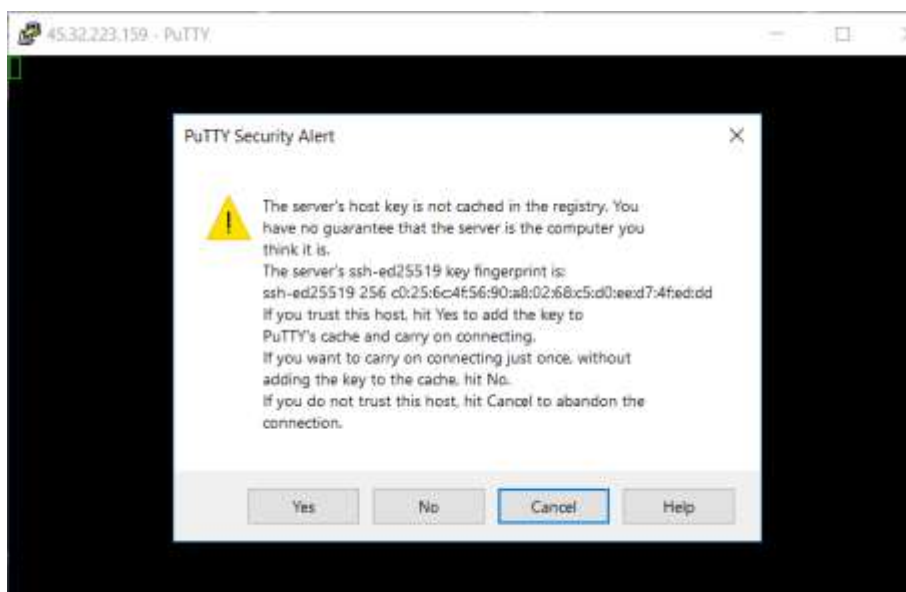 45.32.223.159 - PuTTY
PuTTY Security Alert
The server's host key is not cached in the registry. You
have no guarantee that the server is the computer you
think it is.
The server's ssh-ed25519 key fingerprint is:
ssh-ed25519 256 c0:25:6c:4f:56:90:a8:02:68:c5:d0:ee:d7:4f:ed:dd
If you trust this host, hit Yes to add the key to
PuTTY's cache and carry on connecting.
If you want to carry on connecting just once, without
adding the key to the cache, hit No.
If you do not trust this host, hit Cancel to abandon the
connection.
Yes No Cancel Help